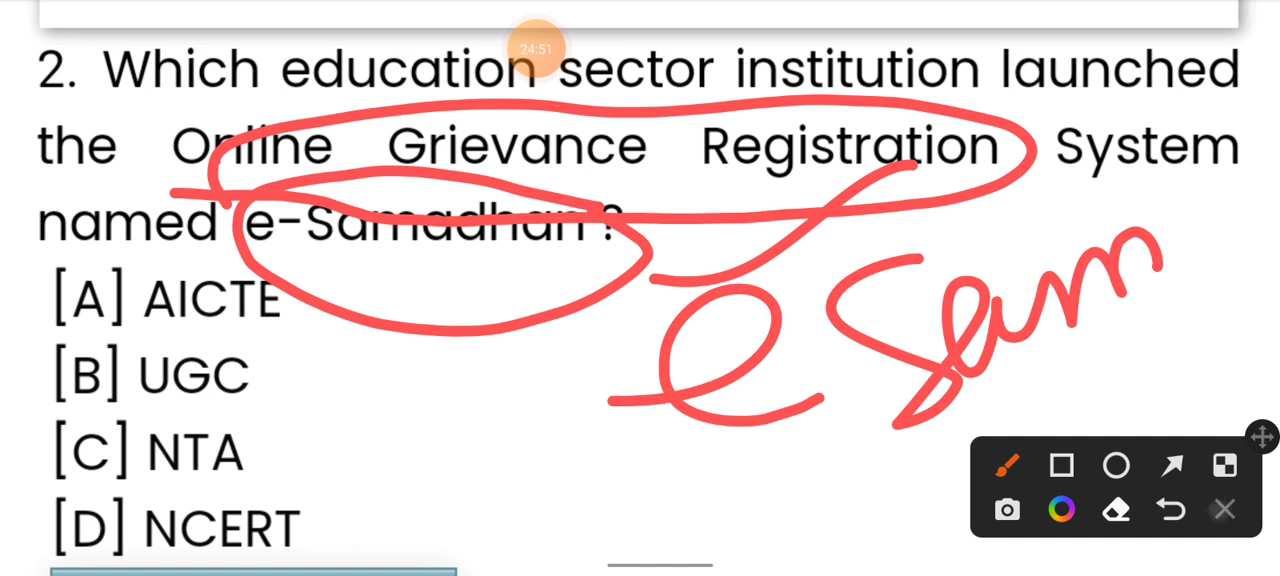 24:51
2. Which education sector institution launched
the Online Grievance Registration System
named e-Samadhan?
e Sam
[A] AICTE
[B] UGC
[C] NTA
[D] NCERT